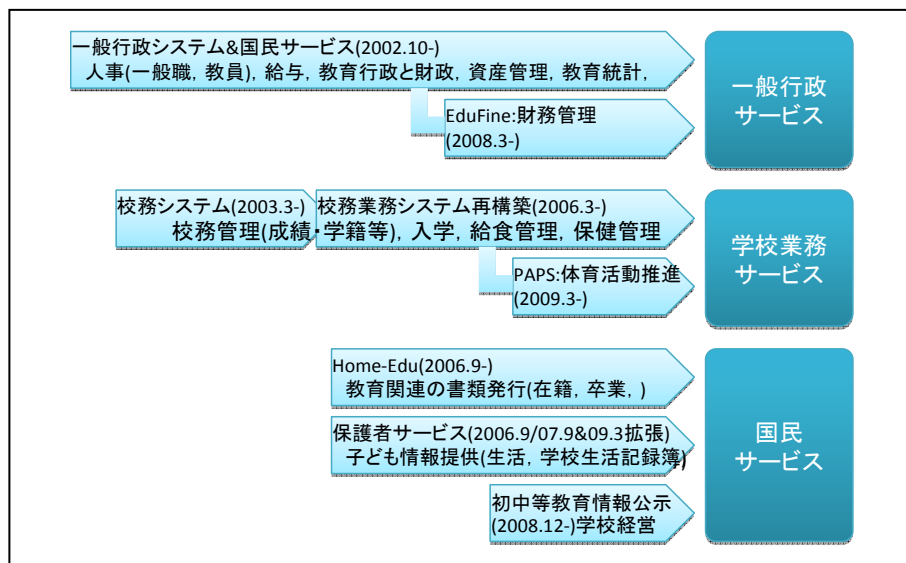 一般行政システム&国民サービス(2002.10-)
人事(一般職, 教員), 給与, 教育行政と財政, 資産管理, 教育統計,
EduFine:財務管理
(2008.3-)
一般行政
サービス
校務システム(2003.3-)
校務業務システム再構築(2006.3-)
校務管理(成績・学籍等), 入学, 給食管理, 保健管理
PAPS:体育活動推進
(2009.3-)
学校業務
サービス
Home-Edu(2006.9-)
教育関連の書類発行(在籍, 卒業, )
保護者サービス(2006.9/07.9&09.3拡張)
子ども情報提供(生活, 学校生活記録簿)
初中等教育情報公示
(2008.12-)学校経営
国民
サービス